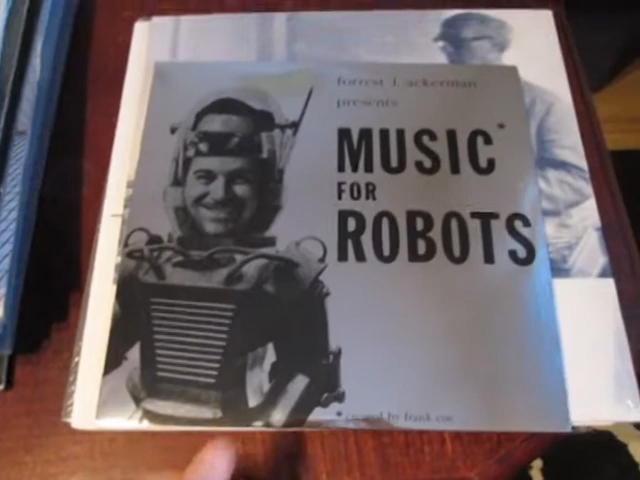 forrest J. ackerman
presents
MUSIC*
FOR
ROBOTS
* created by frank coe